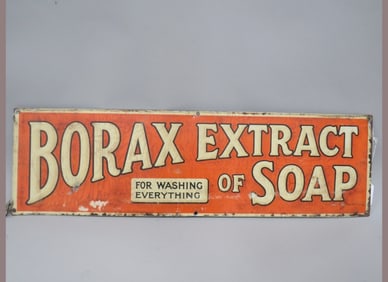 BORAX EXTRACT
OF SOAP
FOR WASHING
EVERYTHING